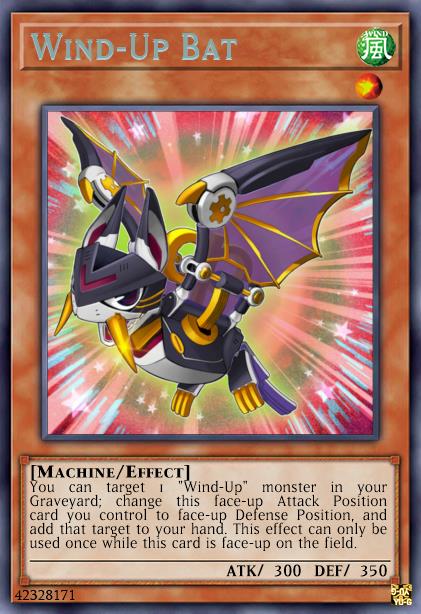 WIND-UP BAT
WIND
風
[MACHINE/EFFECT]
You can target 1 "Wind-Up" monster in your
Graveyard; change this face-up Attack Position
card you control to face-up Defense Position, and
add that target to your hand. This effect can only be
used once while this card is face-up on the field.
ATK/ 300 DEF/ 350
42328171